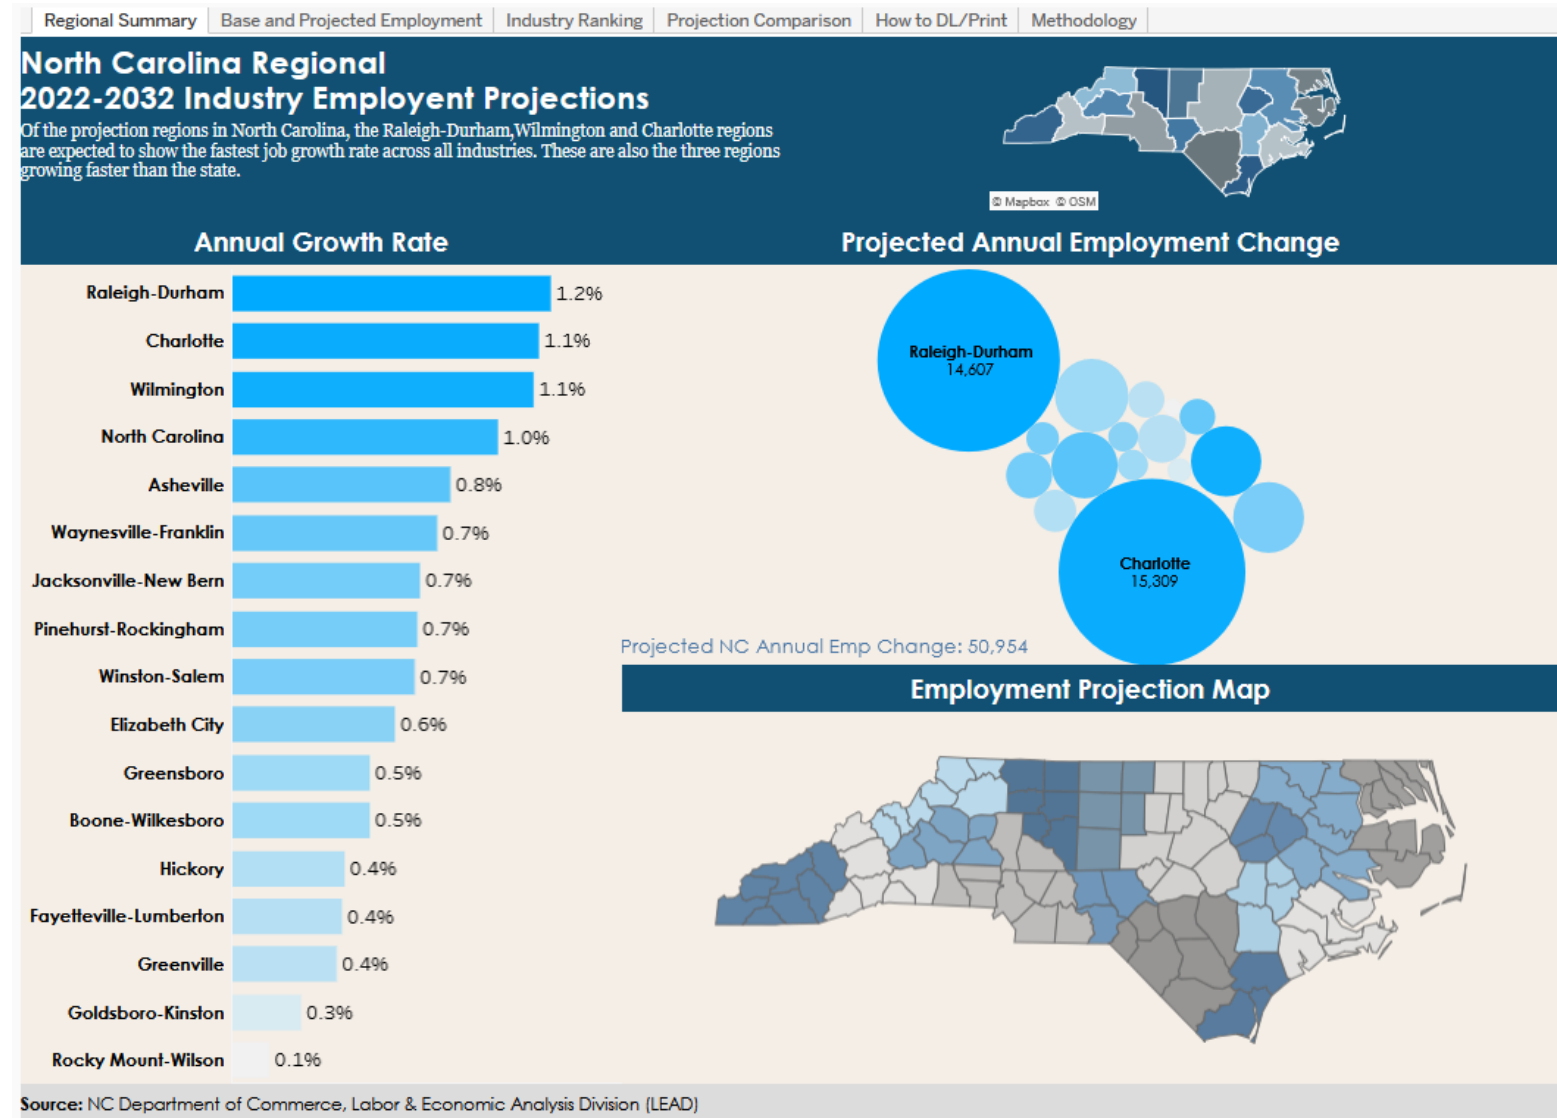 Regional Summary
Base and Projected Employment
Industry Ranking
Projection Comparison
How to DL/Print
Methodology
North Carolina Regional
2022-2032 Industry Employent Projections
Of the projection regions in North Carolina, the Raleigh-Durham,Wilmington and Charlotte regions
are expected to show the fastest job growth rate across all industries. These are also the three regions
growing faster than the state.
© Mapbox © OSM
Annual Growth Rate
Raleigh-Durham 1.2%
Charlotte 1.1%
Wilmington 1.1%
North Carolina 1.0%
Asheville 0.8%
Waynesville-Franklin 0.7%
Jacksonville-New Bern 0.7%
Pinehurst-Rockingham 0.7%
Winston-Salem 0.7%
Elizabeth City 0.6%
Greensboro 0.5%
Boone-Wilkesboro 0.5%
Hickory 0.4%
Fayetteville-Lumberton 0.4%
Greenville 0.4%
Goldsboro-Kinston 0.3%
Rocky Mount-Wilson 0.1%
Projected Annual Employment Change
Raleigh-Durham
14,607
Charlotte
15,309
Projected NC Annual Emp Change: 50,954
Employment Projection Map
Source: NC Department of Commerce, Labor & Economic Analysis Division (LEAD)